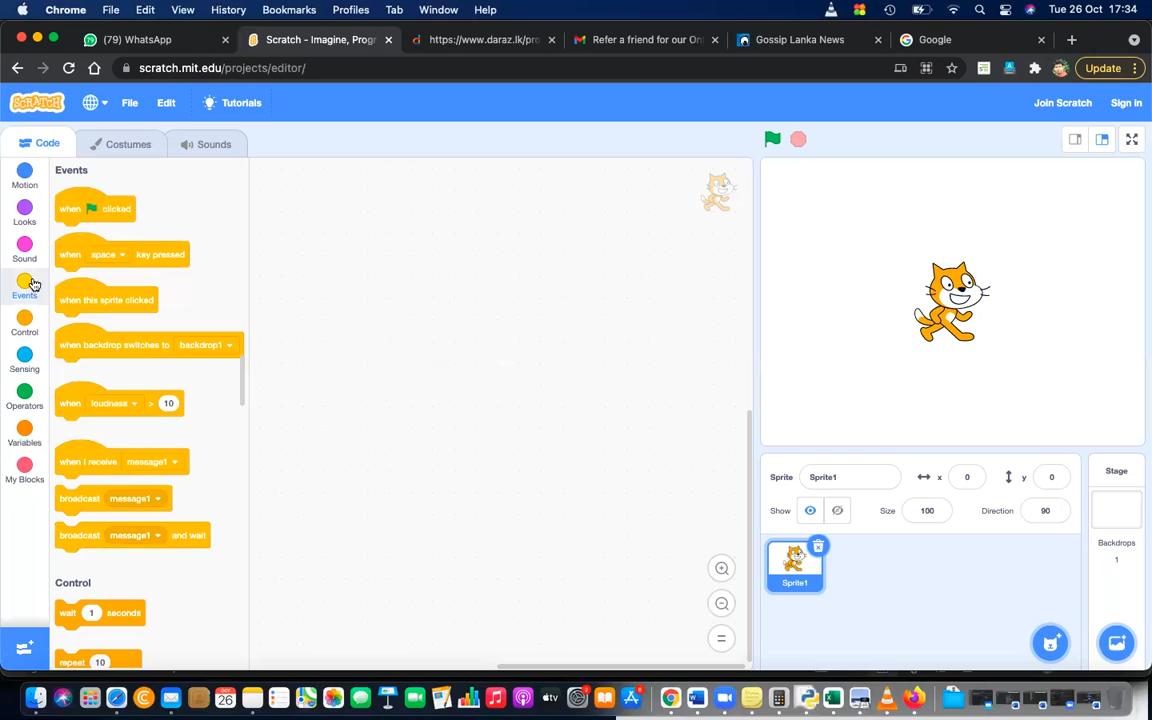 Chrome File Edit View History Bookmarks Profiles Tab Window Help Tue 26 Oct 17:34
(79) WhatsApp Scratch - Imagine, Progr https://www.daraz.lk/pro Refer a friend for our Onl Gossip Lanka News Google
scratch.mit.edu/projects/editor/ Update
SCRATCH File Edit Tutorials Join Scratch Sign in
Code Costumes Sounds
Motion
Looks
Sound
Events
Control
Sensing
Operators
Variables
My Blocks
Events
when clicked
when space key pressed
when this sprite clicked
when backdrop switches to backdrop1
when loudness > 10
when I receive message1
broadcast message1
broadcast message1 and wait
Control
wait 1 seconds
repeat 10
Sprite Sprite1 x 0 y 0
Show Size 100 Direction 90
Sprite1
Stage
Backdrops
1